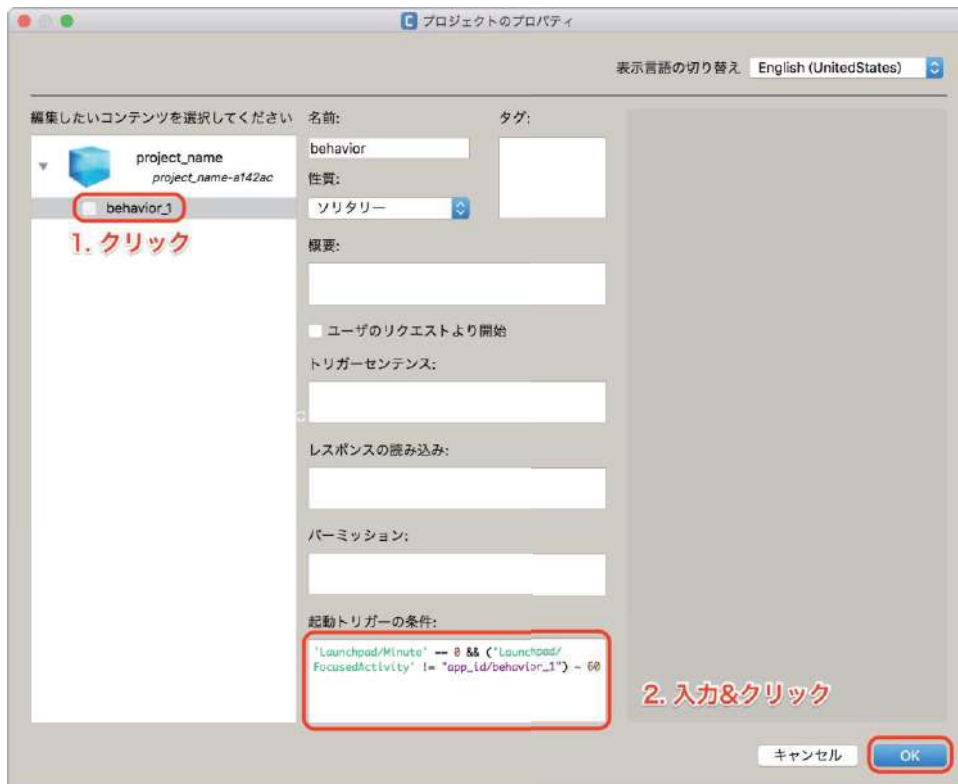 プロジェクトのプロパティ
表示言語の切り替え English (UnitedStates)
編集したいコンテンツを選択してください
project_name
project_name-a142ac
behavior_1
1. クリック
名前:
behavior
タグ:
性質:
ソリタリー
概要:
ユーザのリクエストより開始
トリガーセンテンス:
レスポンスの読み込み:
パーミッション:
起動トリガーの条件:
'Launchpad/Minute' == 0 && ('Launchpad/
FocusedActivity' != "app_id/behavior_1") ~ 60
2. 入力&クリック
キャンセル
OK